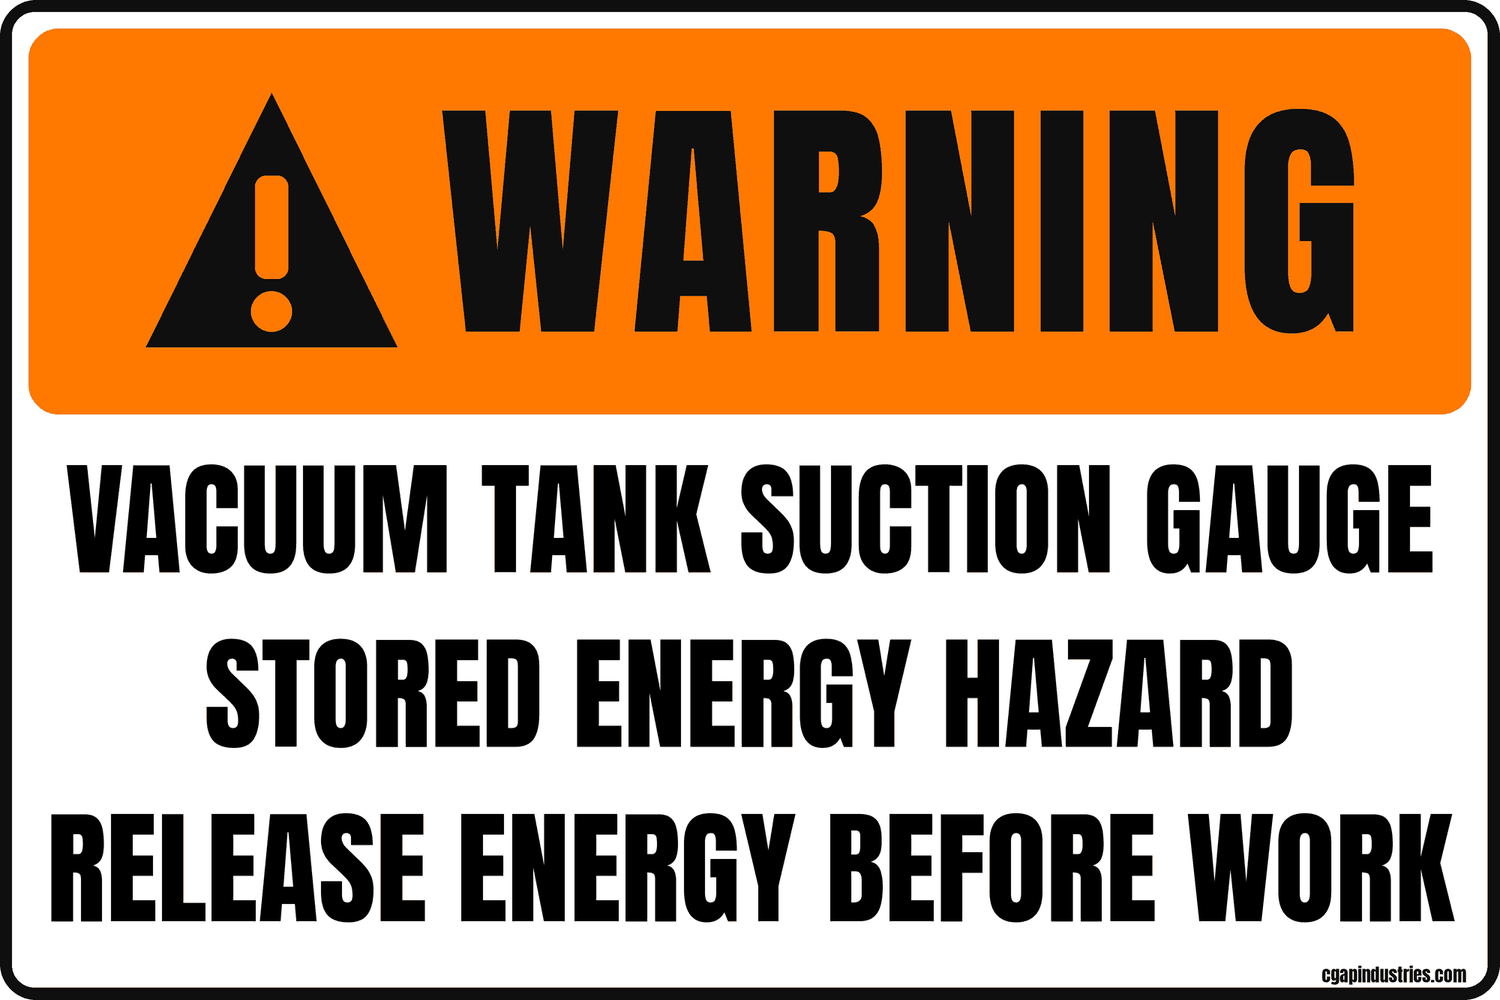 WARNING
VACUUM TANK SUCTION GAUGE
STORED ENERGY HAZARD
RELEASE ENERGY BEFORE WORK
cgapindustries.com